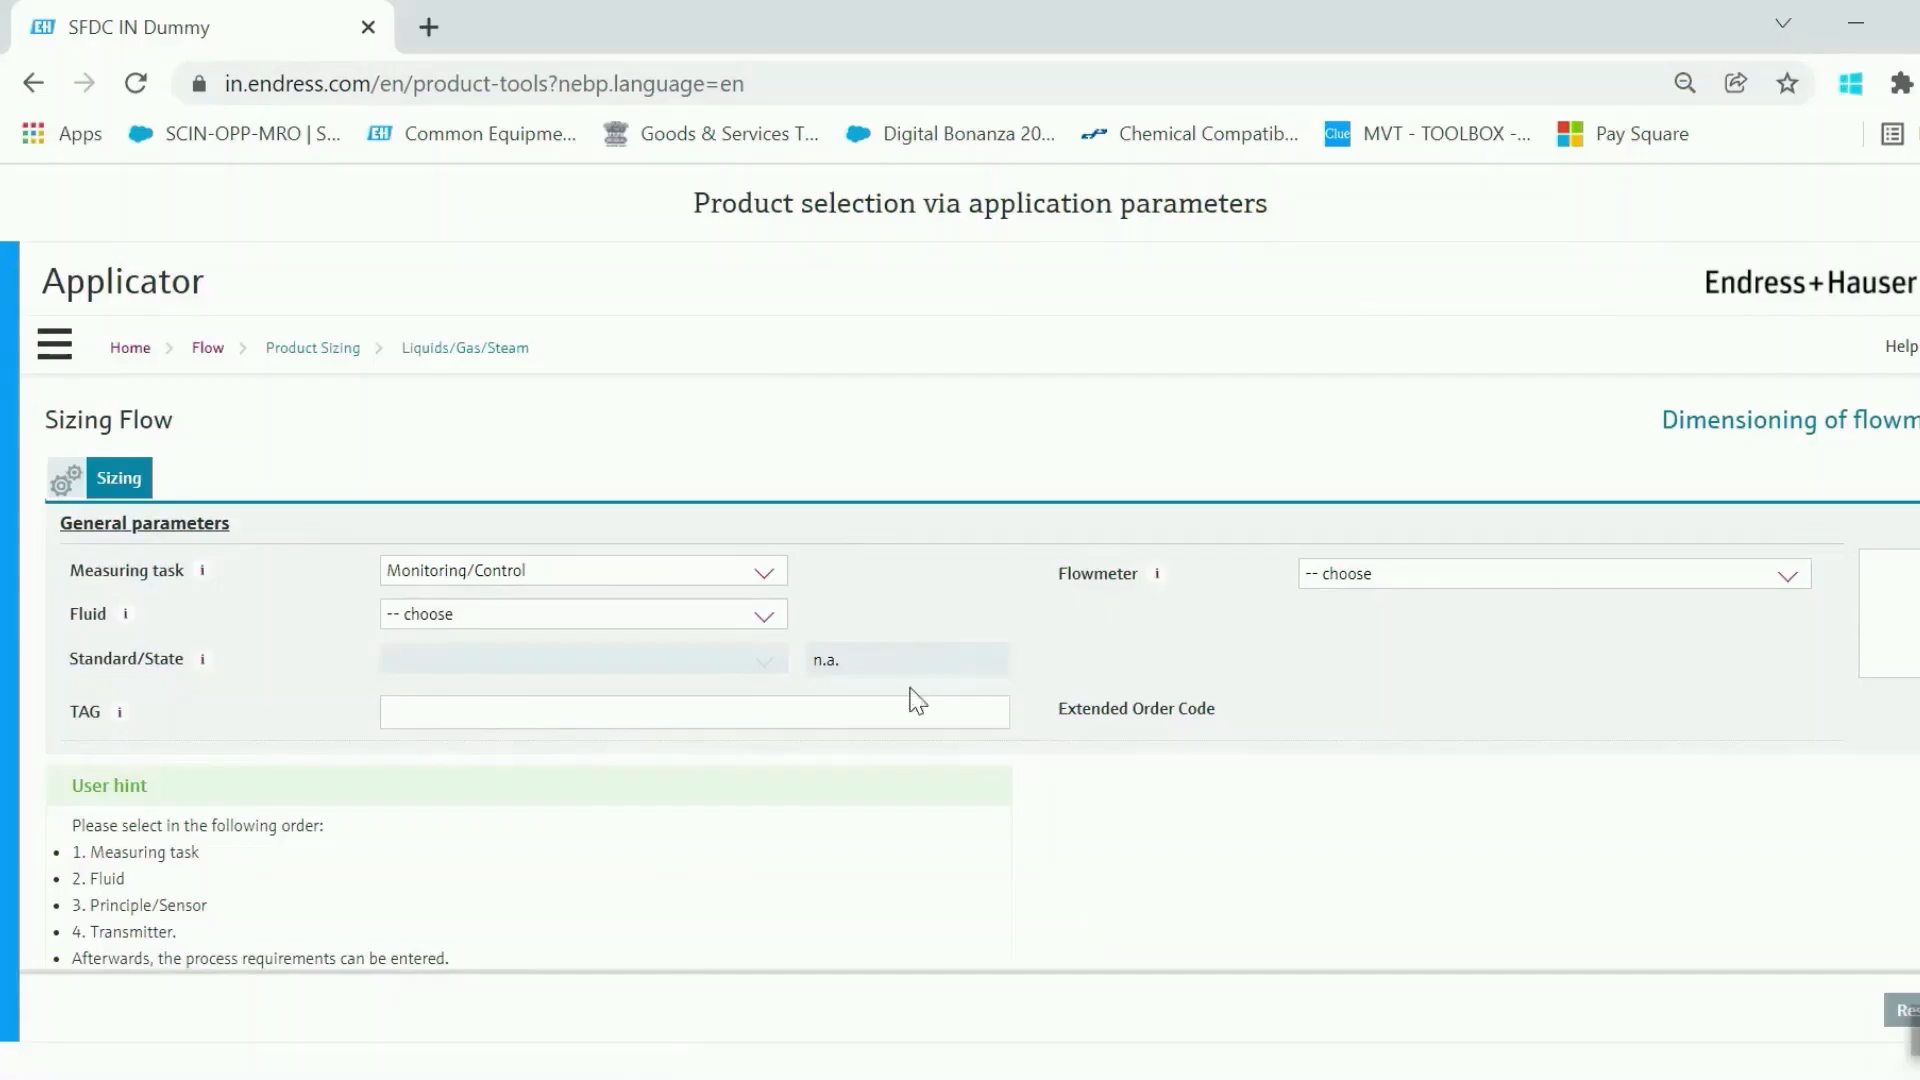 SFDC IN Dummy
in.endress.com/en/product-tools?nebp.language=en
Apps SCIN-OPP-MRO | S... Common Equipme... Goods & Services T... Digital Bonanza 20... Chemical Compatib... Clue MVT - TOOLBOX -... Pay Square
Product selection via application parameters
Applicator
Endress+Hauser
Home > Flow > Product Sizing > Liquids/Gas/Steam
Help
Sizing Flow
Dimensioning of flowm
Sizing
General parameters
Measuring task i Monitoring/Control Flowmeter i -- choose
Fluid i -- choose
Standard/State i n.a.
TAG i Extended Order Code
User hint
Please select in the following order:
• 1. Measuring task
• 2. Fluid
• 3. Principle/Sensor
• 4. Transmitter.
• Afterwards, the process requirements can be entered.
Res